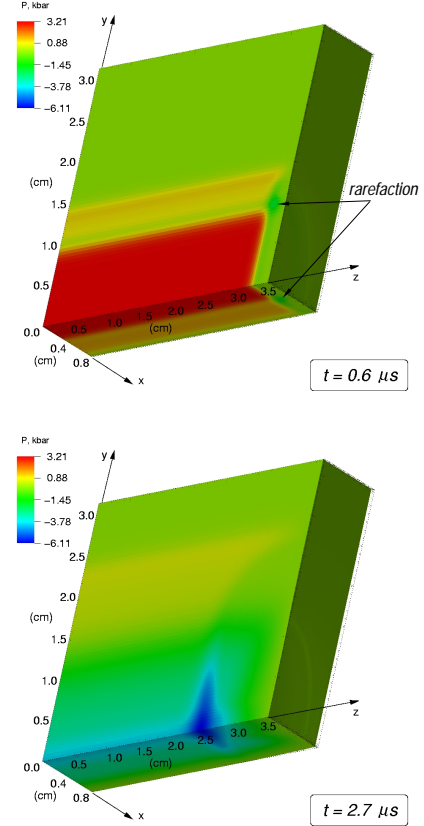 P, kbar
3.21
0.88
−1.45
−3.78
−6.11
y
3.0
2.5
2.0
(cm)
1.5
1.0
0.5
0.0
rarefaction
z
0.5 1.0 1.5 2.0 2.5 3.0 3.5
(cm)
0.4
(cm) 0.8
x
t = 0.6 μs
P, kbar
3.21
0.88
−1.45
−3.78
−6.11
y
3.0
2.5
2.0
(cm)
1.5
1.0
0.5
0.0
z
0.5 1.0 1.5 2.0 2.5 3.0 3.5
(cm)
0.4
(cm) 0.8
x
t = 2.7 μs